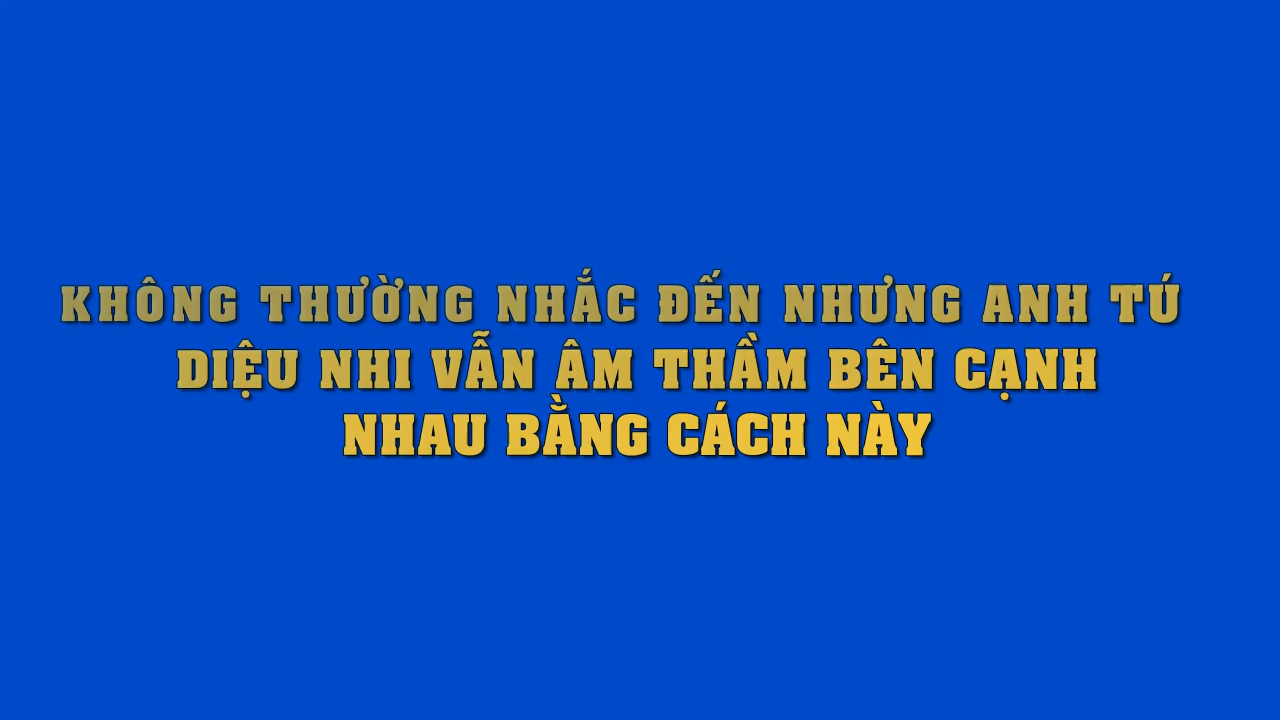 KHÔNG THƯỜNG NHẮC ĐẾN NHƯNG ANH TÚ
DIỆU NHI VẪN ÂM THẦM BÊN CẠNH
NHAU BẰNG CÁCH NÀY